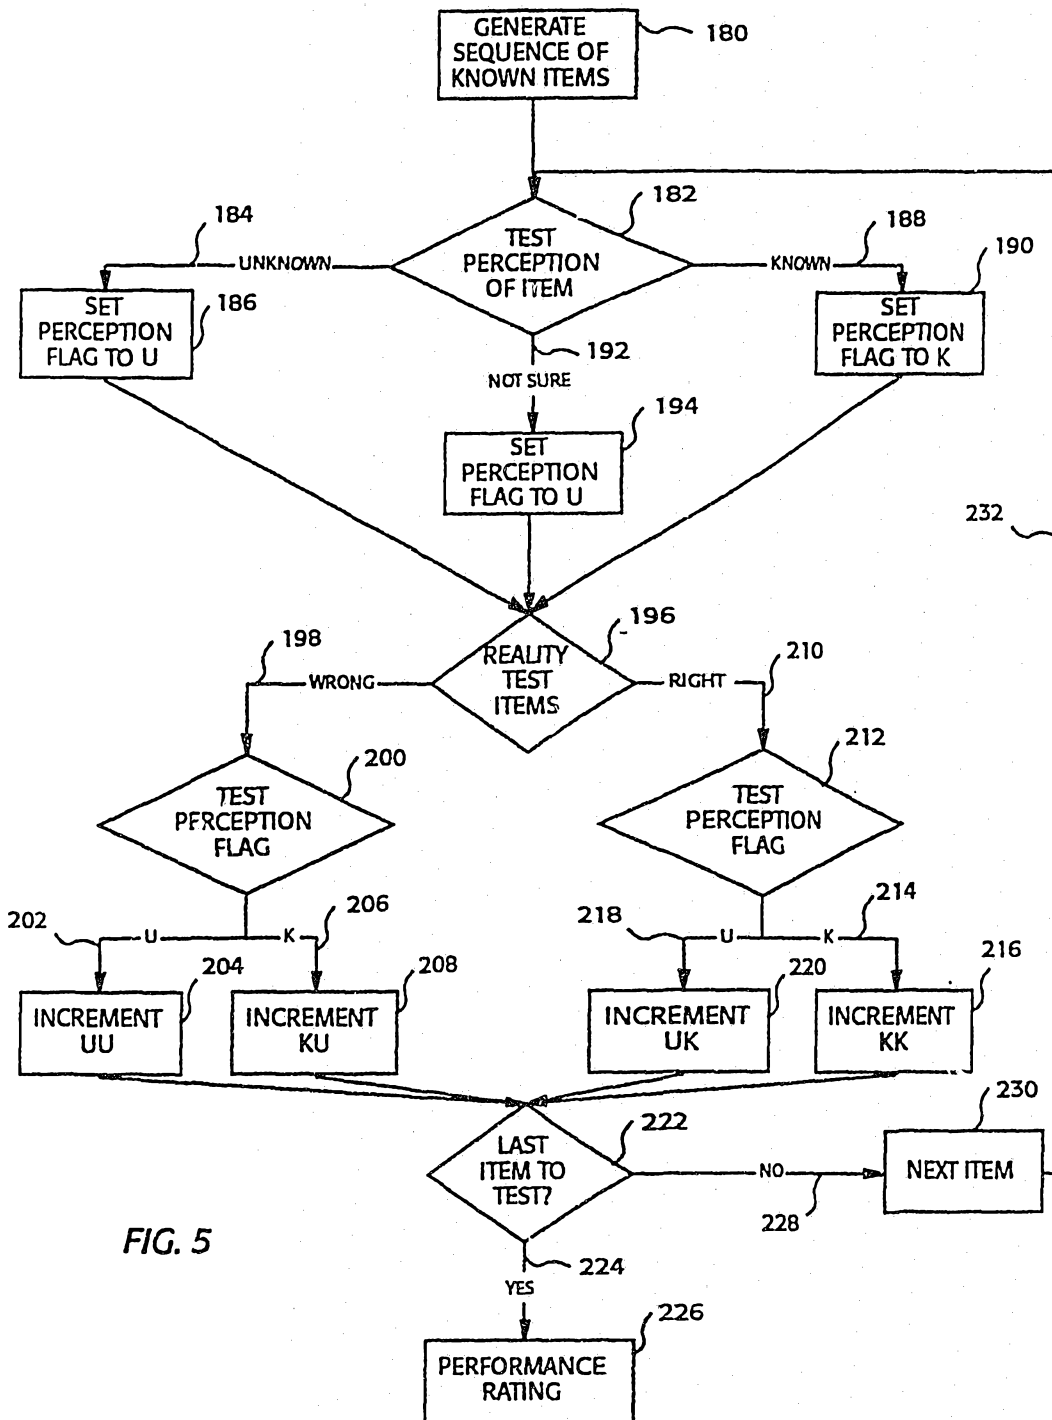 GENERATE
SEQUENCE OF
KNOWN ITEMS
180
182
TEST
PERCEPTION
OF ITEM
184
UNKNOWN
188
KNOWN
190
SET
PERCEPTION
FLAG TO U
186
SET
PERCEPTION
FLAG TO K
192
NOT SURE
194
SET
PERCEPTION
FLAG TO U
232
196
REALITY
TEST
ITEMS
198
WRONG
RIGHT
210
200
TEST
PERCEPTION
FLAG
212
TEST
PERCEPTION
FLAG
202
U
K
206
218
U
K
214
204
INCREMENT
UU
208
INCREMENT
KU
220
INCREMENT
UK
216
INCREMENT
KK
222
LAST
ITEM TO
TEST?
NO
228
230
NEXT ITEM
FIG. 5
224
YES
226
PERFORMANCE
RATING